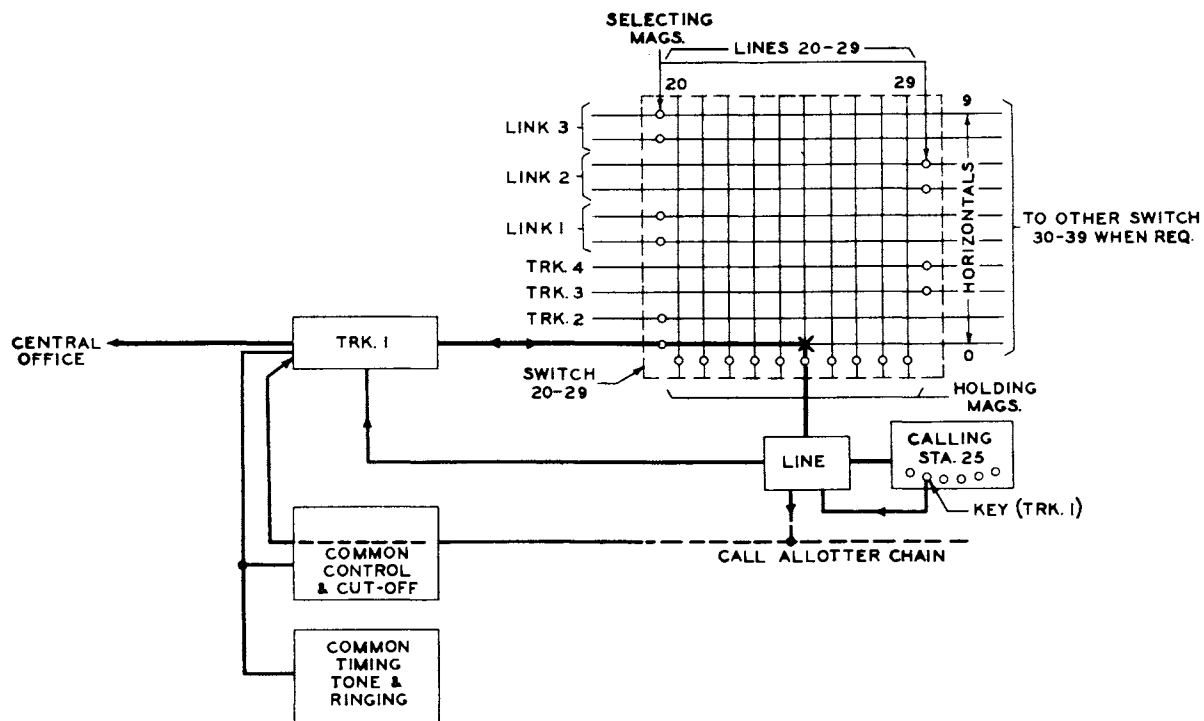 SELECTING
MAGS.
LINES 20-29
20
29
9
LINK 3
LINK 2
LINK 1
TRK. 4
TRK. 3
TRK. 2
HORIZONTALS
TO OTHER SWITCH
30-39 WHEN REQ.
CENTRAL
OFFICE
TRK. 1
0
SWITCH
20-29
HOLDING
MAGS.
LINE
CALLING
STA. 25
KEY (TRK. 1)
CALL ALLOTTER CHAIN
COMMON
CONTROL
& CUT-OFF
COMMON
TIMING
TONE &
RINGING